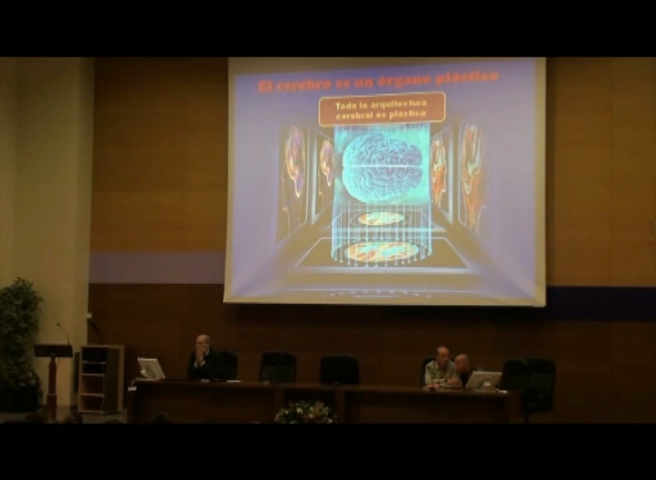 El cerebro es un órgano plástico
Toda la arquitectura
cerebral es plástica